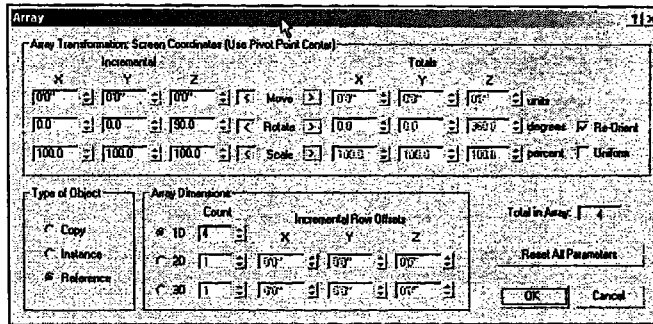 Array
Array Transformation: Screen Coordinates (Use Pivot Point Center)
Incremental Totals
X Y Z X Y Z
0'0" 0'0" 0'0" < Move > 0'0" 0'0" 0'0" units
0.0 0.0 90.0 < Rotate > 0.0 0.0 360.0 degrees Re-Orient
100.0 100.0 100.0 < Scale > 100.0 100.0 100.0 percent Uniform
Type of Object
Copy
Instance
Reference
Array Dimensions
Count
Incremental Row Offsets
X Y Z
1D 4
2D 1 0'0" 0'0" 0'0"
3D 1 0'0" 0'0" 0'0"
Total in Array: 4
Reset All Parameters
OK Cancel